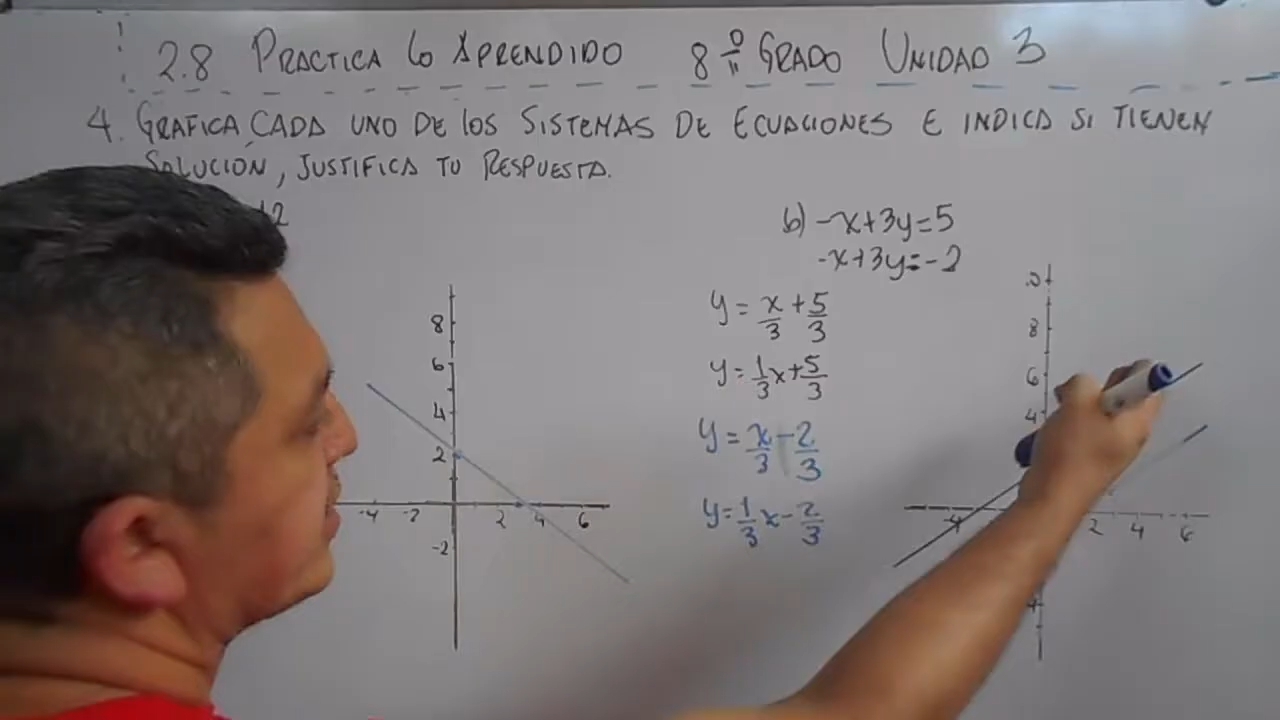 2.8 PRACTICA LO APRENDIDO 8º GRADO UNIDAD 3
4. GRAFICA CADA UNO DE LOS SISTEMAS DE ECUACIONES E INDICA SI TIENEN
SOLUCIÓN, JUSTIFICA TU RESPUESTA.
b) -x+3y=5
-x+3y=-2
y = x/3 + 5/3
y = 1/3x+5/3
y = x/3 - 2/3
y=1/3x-2/3
8
6
4
2
-4 -2 2 4 6
-2
8
6
4
-4 2 4 6